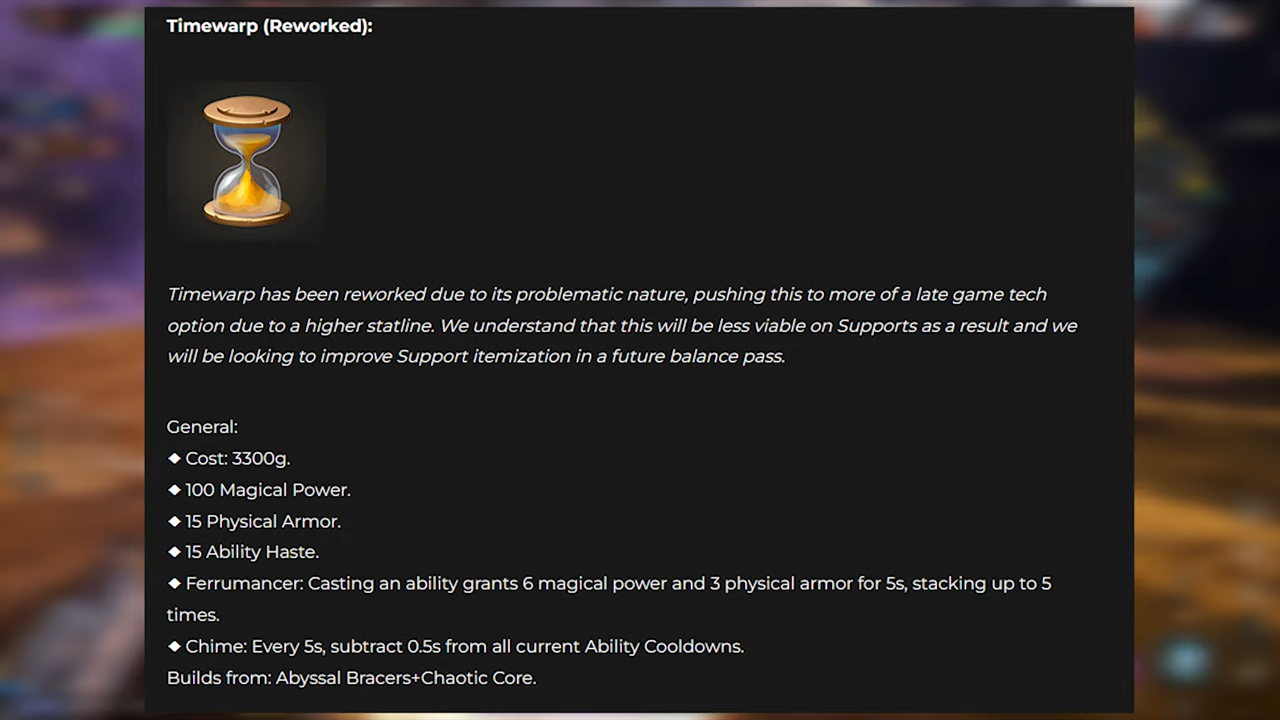 Timewarp (Reworked):
Timewarp has been reworked due to its problematic nature, pushing this to more of a late game tech
option due to a higher statline. We understand that this will be less viable on Supports as a result and we
will be looking to improve Support itemization in a future balance pass.
General:
◆ Cost: 3300g.
◆ 100 Magical Power.
◆ 15 Physical Armor.
◆ 15 Ability Haste.
◆ Ferrumancer: Casting an ability grants 6 magical power and 3 physical armor for 5s, stacking up to 5
times.
◆ Chime: Every 5s, subtract 0.5s from all current Ability Cooldowns.
Builds from: Abyssal Bracers+Chaotic Core.